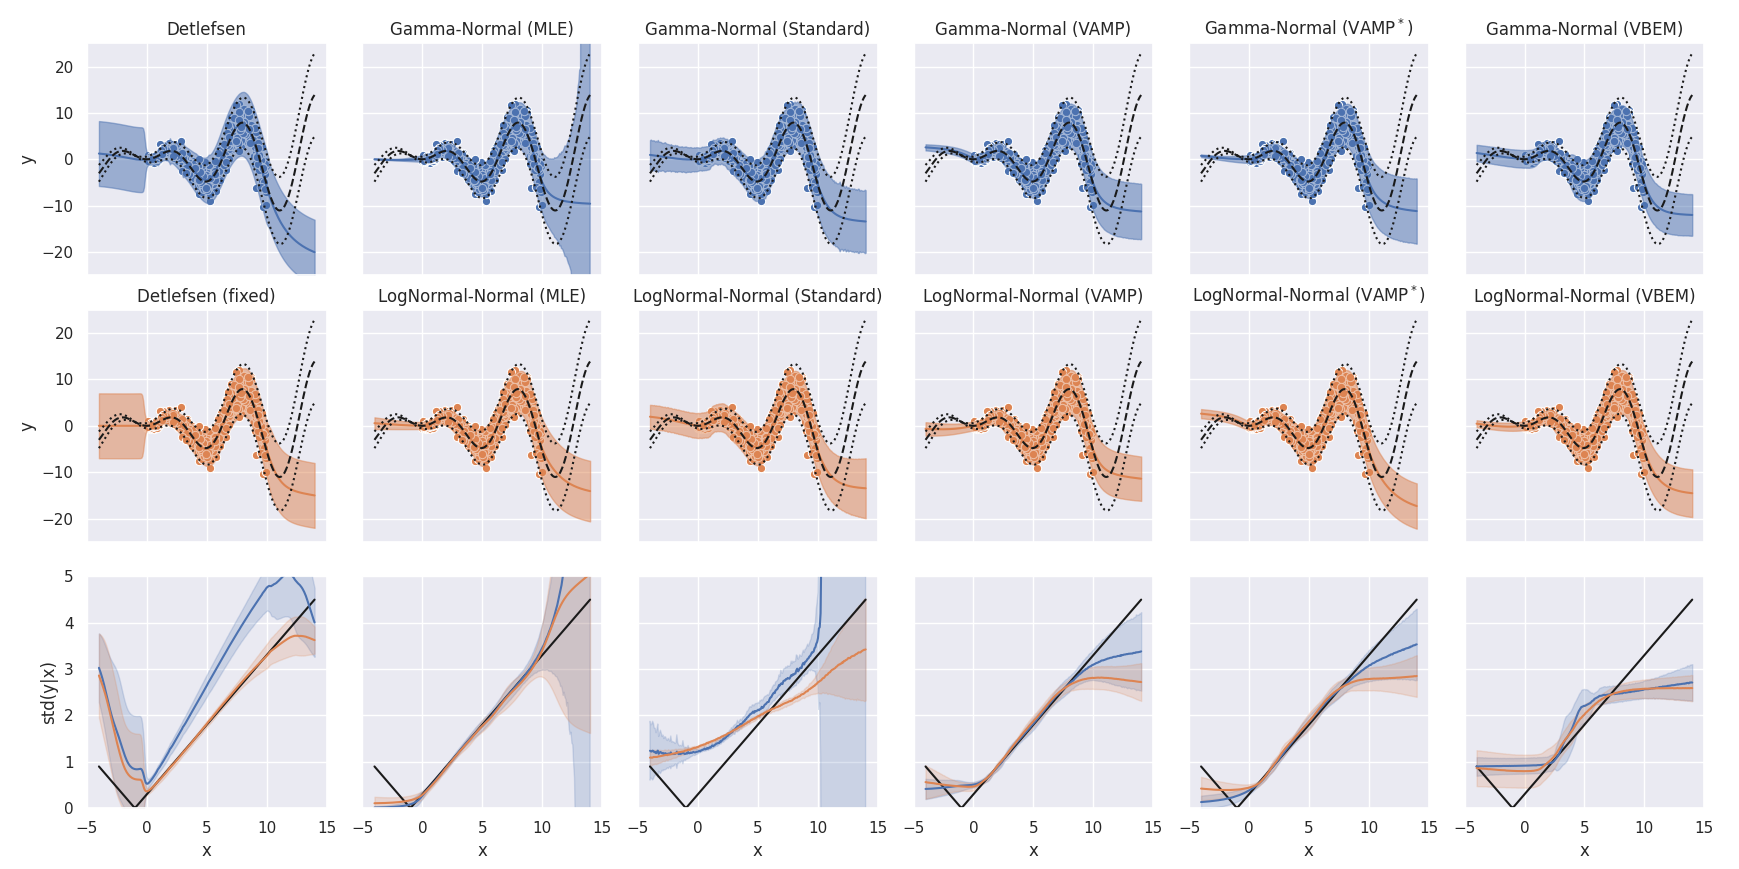 Detlefsen Gamma-Normal (MLE) Gamma-Normal (Standard) Gamma-Normal (VAMP) Gamma-Normal (VAMP*) Gamma-Normal (VBEM)
20
10
0
−10
−20
y
Detlefsen (fixed) LogNormal-Normal (MLE) LogNormal-Normal (Standard) LogNormal-Normal (VAMP) LogNormal-Normal (VAMP*) LogNormal-Normal (VBEM)
20
10
0
−10
−20
y
5
4
3
2
1
0
std(y|x)
−5 0 5 10 15 −5 0 5 10 15 −5 0 5 10 15 −5 0 5 10 15 −5 0 5 10 15 −5 0 5 10 15
x x x x x x